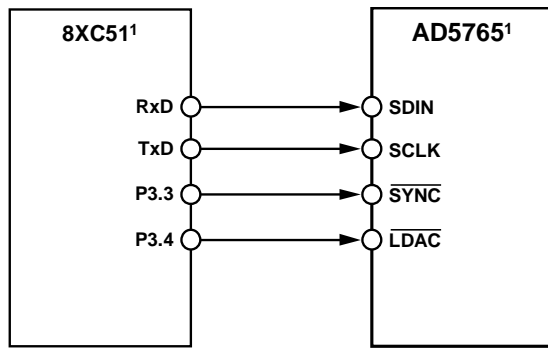 8XC51¹ AD5765¹
RxD SDIN
TxD SCLK
P3.3 SYNC
P3.4 LDAC